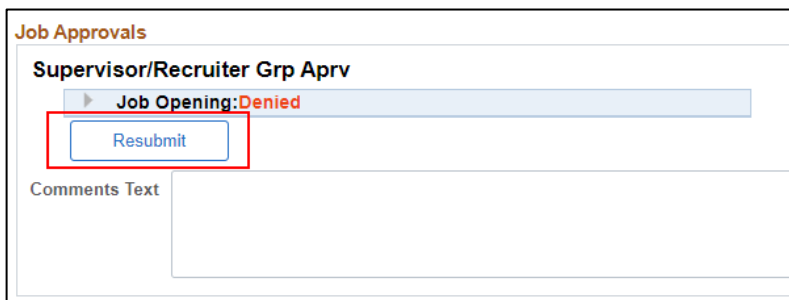 Job Approvals
Supervisor/Recruiter Grp Aprv
Job Opening:Denied
Resubmit
Comments Text